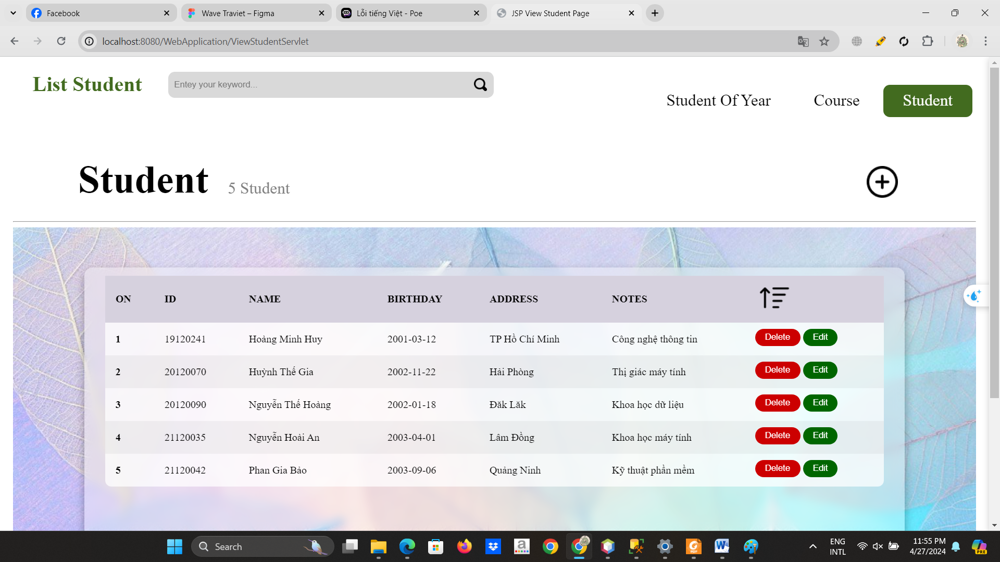 Facebook
Wave Traviet – Figma
Lỗi tiếng Việt - Poe
JSP View Student Page
localhost:8080/WebApplication/ViewStudentServlet
List Student
Entey your keyword...
Student Of Year
Course
Student
Student
5 Student
ON ID NAME BIRTHDAY ADDRESS NOTES
1 19120241 Hoàng Minh Huy 2001-03-12 TP Hồ Chí Minh Công nghệ thông tin Delete Edit
2 20120070 Huỳnh Thế Gia 2002-11-22 Hải Phòng Thị giác máy tính Delete Edit
3 20120090 Nguyễn Thế Hoàng 2002-01-18 Đăk Lăk Khoa học dữ liệu Delete Edit
4 21120035 Nguyễn Hoài An 2003-04-01 Lâm Đồng Khoa học máy tính Delete Edit
5 21120042 Phan Gia Bảo 2003-09-06 Quảng Ninh Kỹ thuật phần mềm Delete Edit
Search
ENG
INTL
11:55 PM
4/27/2024
PRE